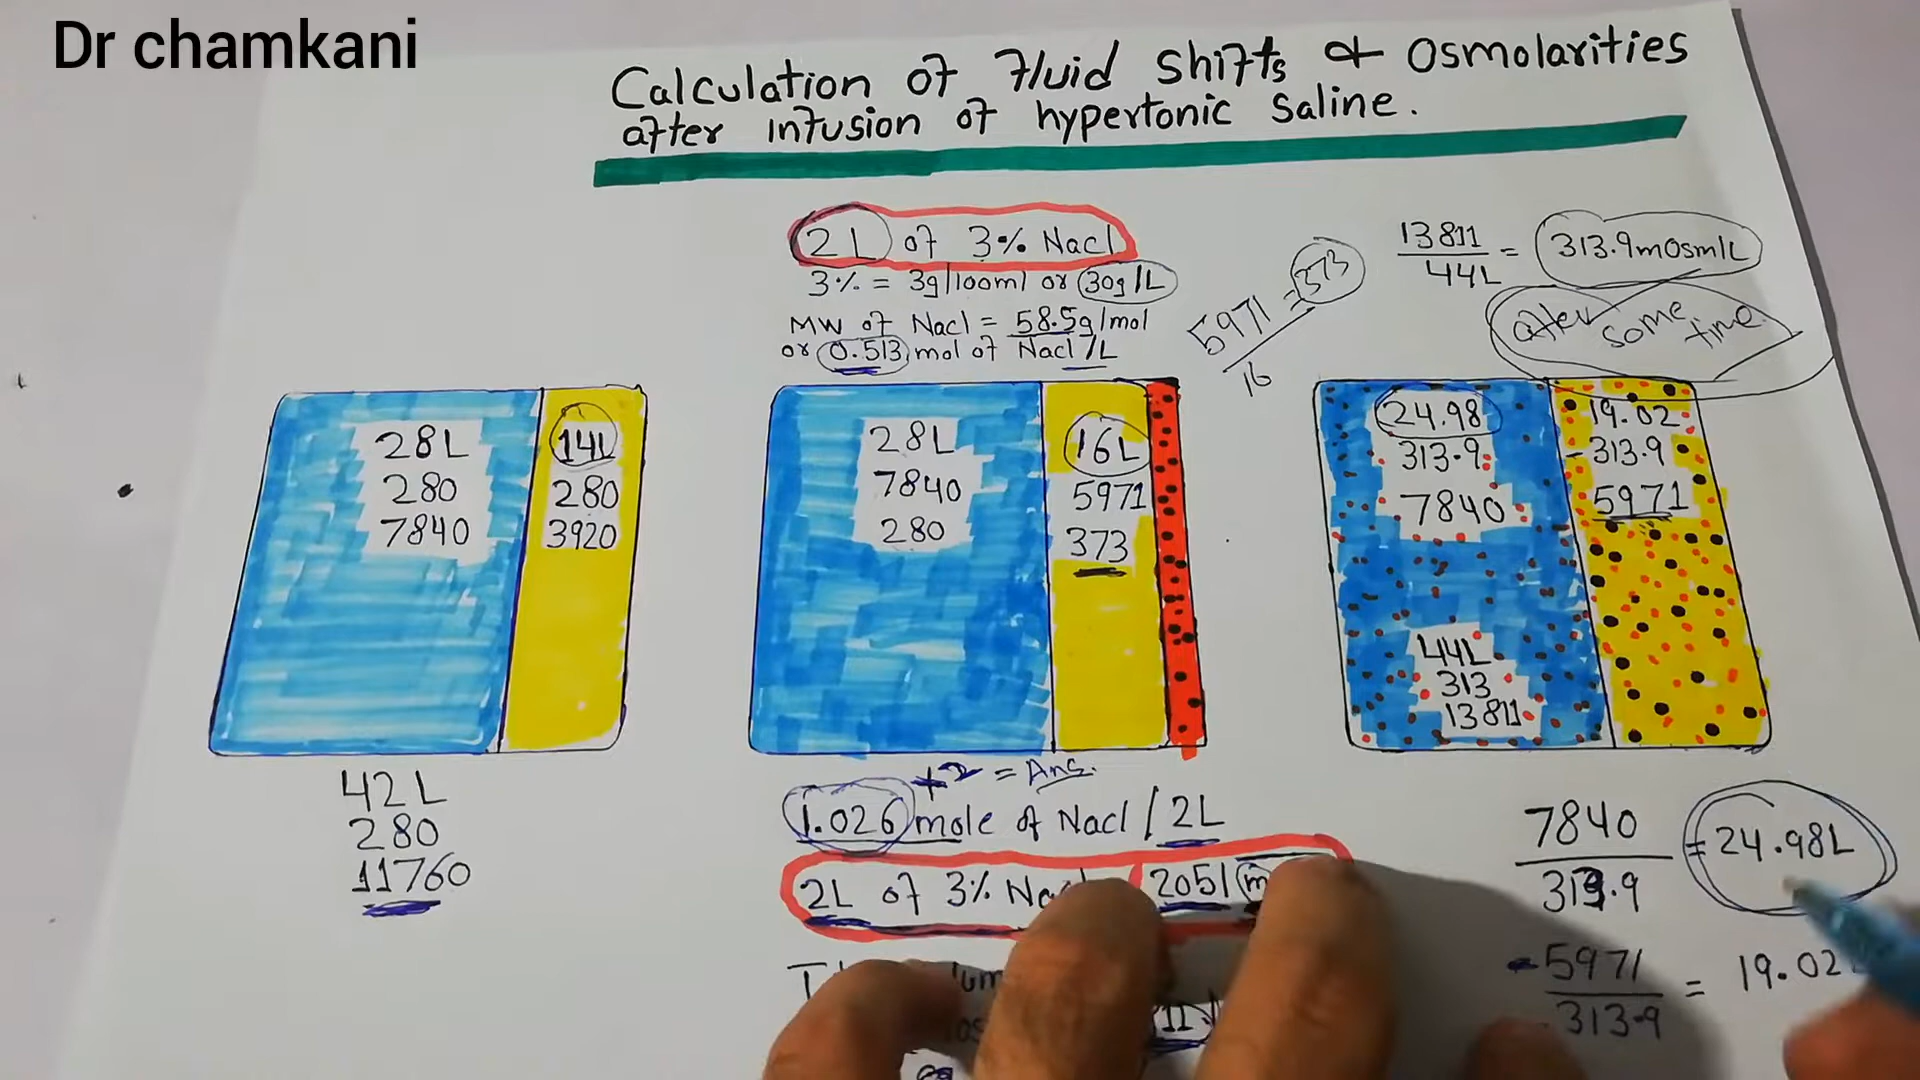 Dr chamkani
Calculation of Fluid Shifts & Osmolarities
after infusion of hypertonic Saline.
2L of 3% Nacl
3% = 3g/100ml or 30g/L
MW of Nacl = 58.5g/mol
or 0.513 mol of Nacl/L
5971 = 373
16
13811 = 313.9mOsm/L
44L
after some time
28L
280
7840
14L
280
3920
42L
280
11760
28L
7840
280
16L
5971
373
×2 = Ans.
1.026 mole of Nacl / 2L
2L of 3% 2051
24.98
313.9
7840
19.02
313.9
5971
44L
313
13811
7840 = 24.98L
313.9
5971 = 19.02
313.9